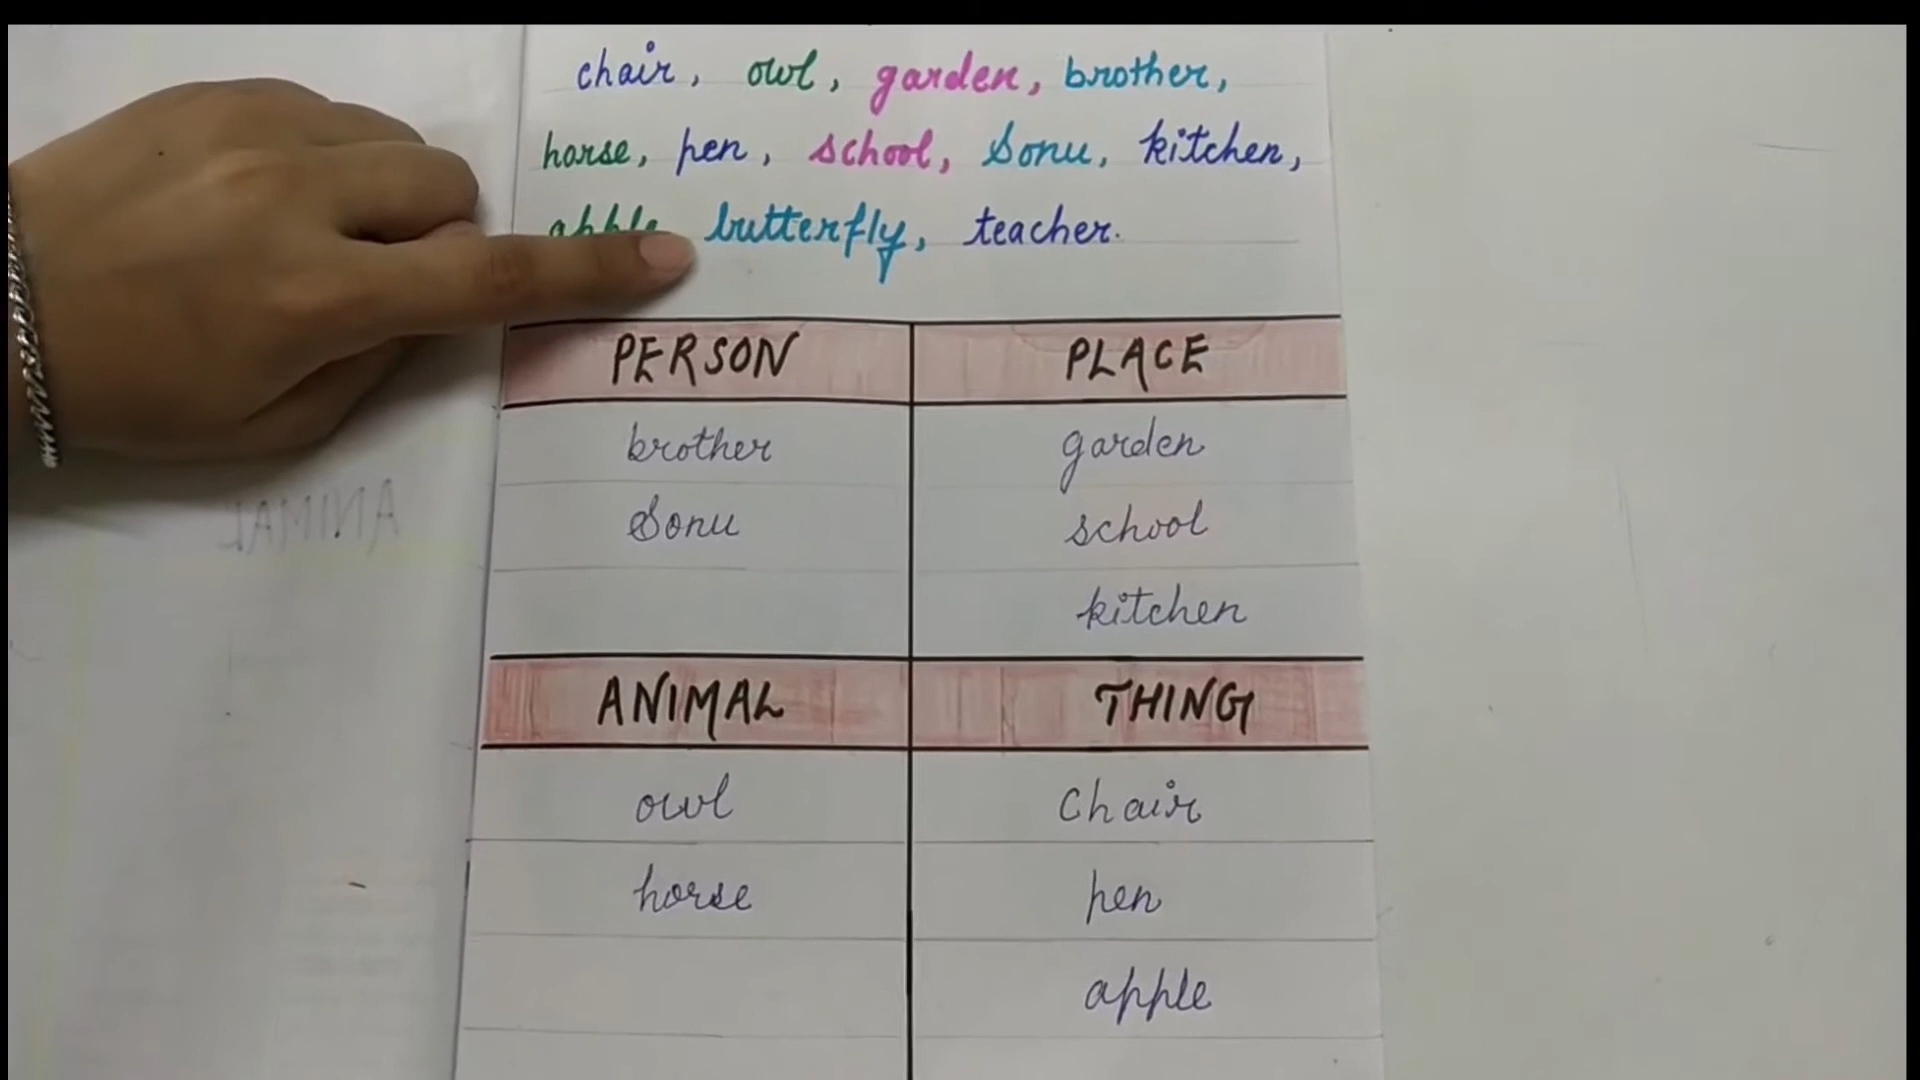 chair, owl, garden, brother,
horse, pen, school, Sonu, kitchen,
apple butterfly, teacher.
PERSON PLACE
brother garden
Sonu school
kitchen
ANIMAL THING
owl chair
horse pen
apple
ANIMAL